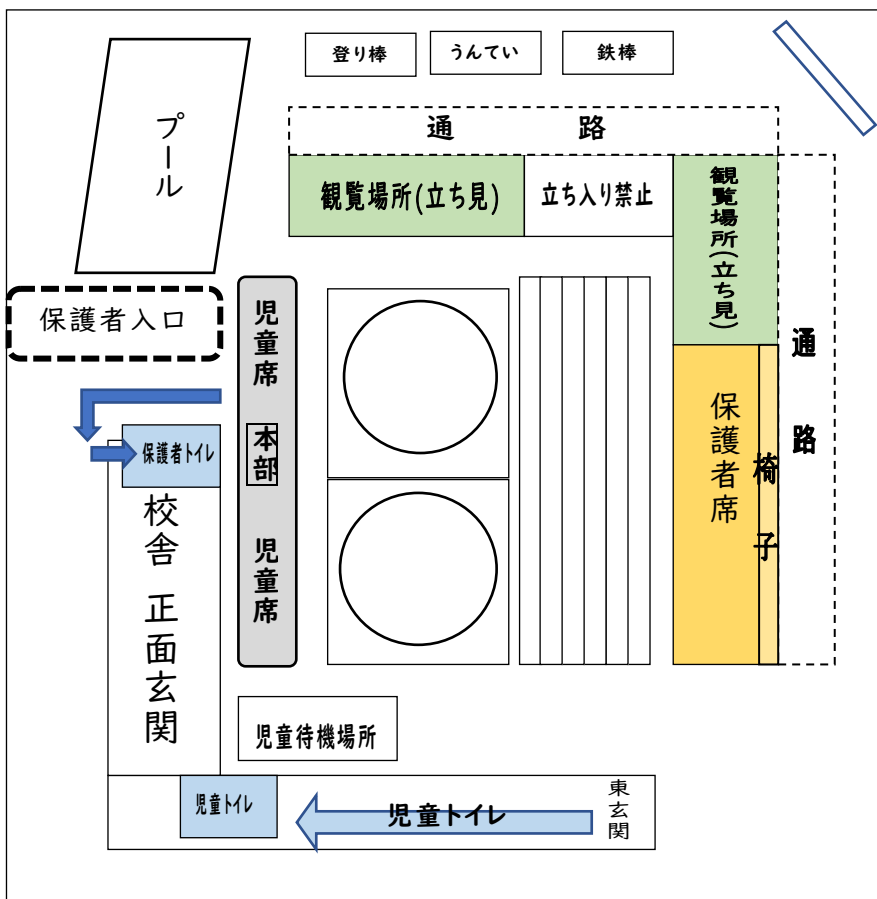 登り棒
うんてい
鉄棒
プール
通 路
観覧場所(立ち見)
立ち入り禁止
観覧場所(立ち見)
保護者入口
児童席
本部
児童席
通 路
保護者席
椅 子
保護者トイレ
校舎 正面玄関
児童待機場所
児童トイレ
児童トイレ
東玄関